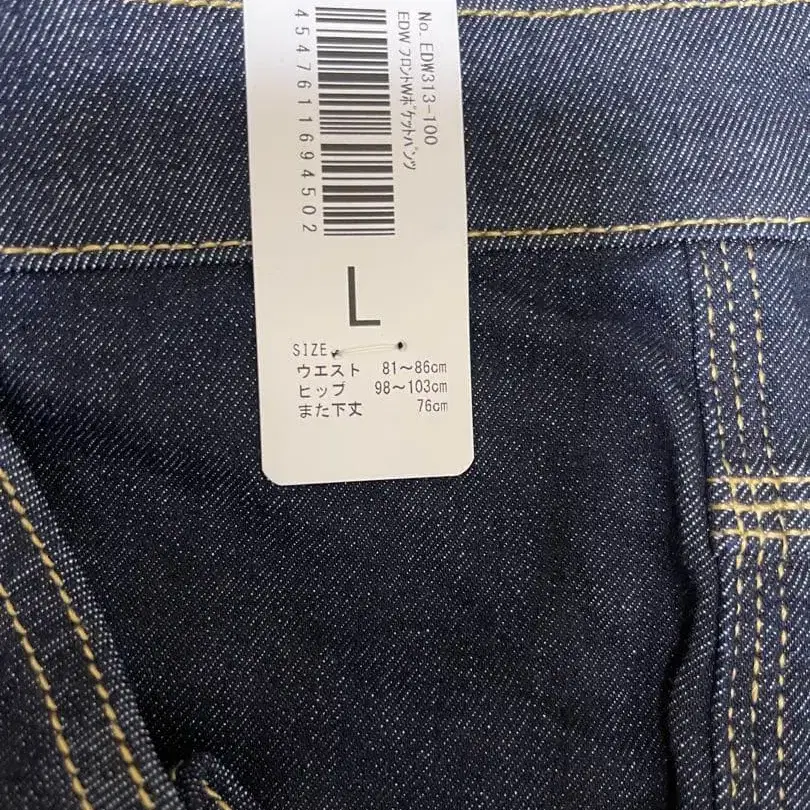 No. EDW313-100
EDW フロントWポケットパンツ
4547611694502
L
SIZE
ウエスト 81〜86cm
ヒップ 98〜103cm
また下丈 76cm